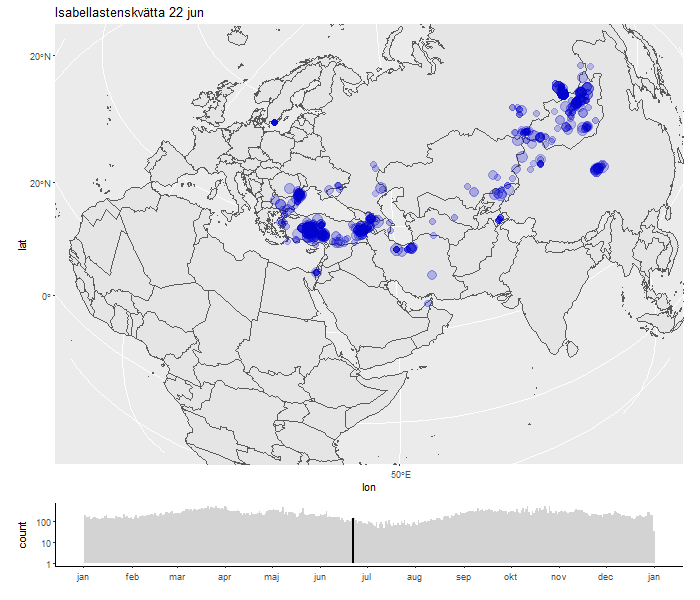 Isabellastenskvätta 22 jun
20°N
20°N
0°
lat
50°E
lon
count
100
10
1
jan feb mar apr maj jun jul aug sep okt nov dec jan